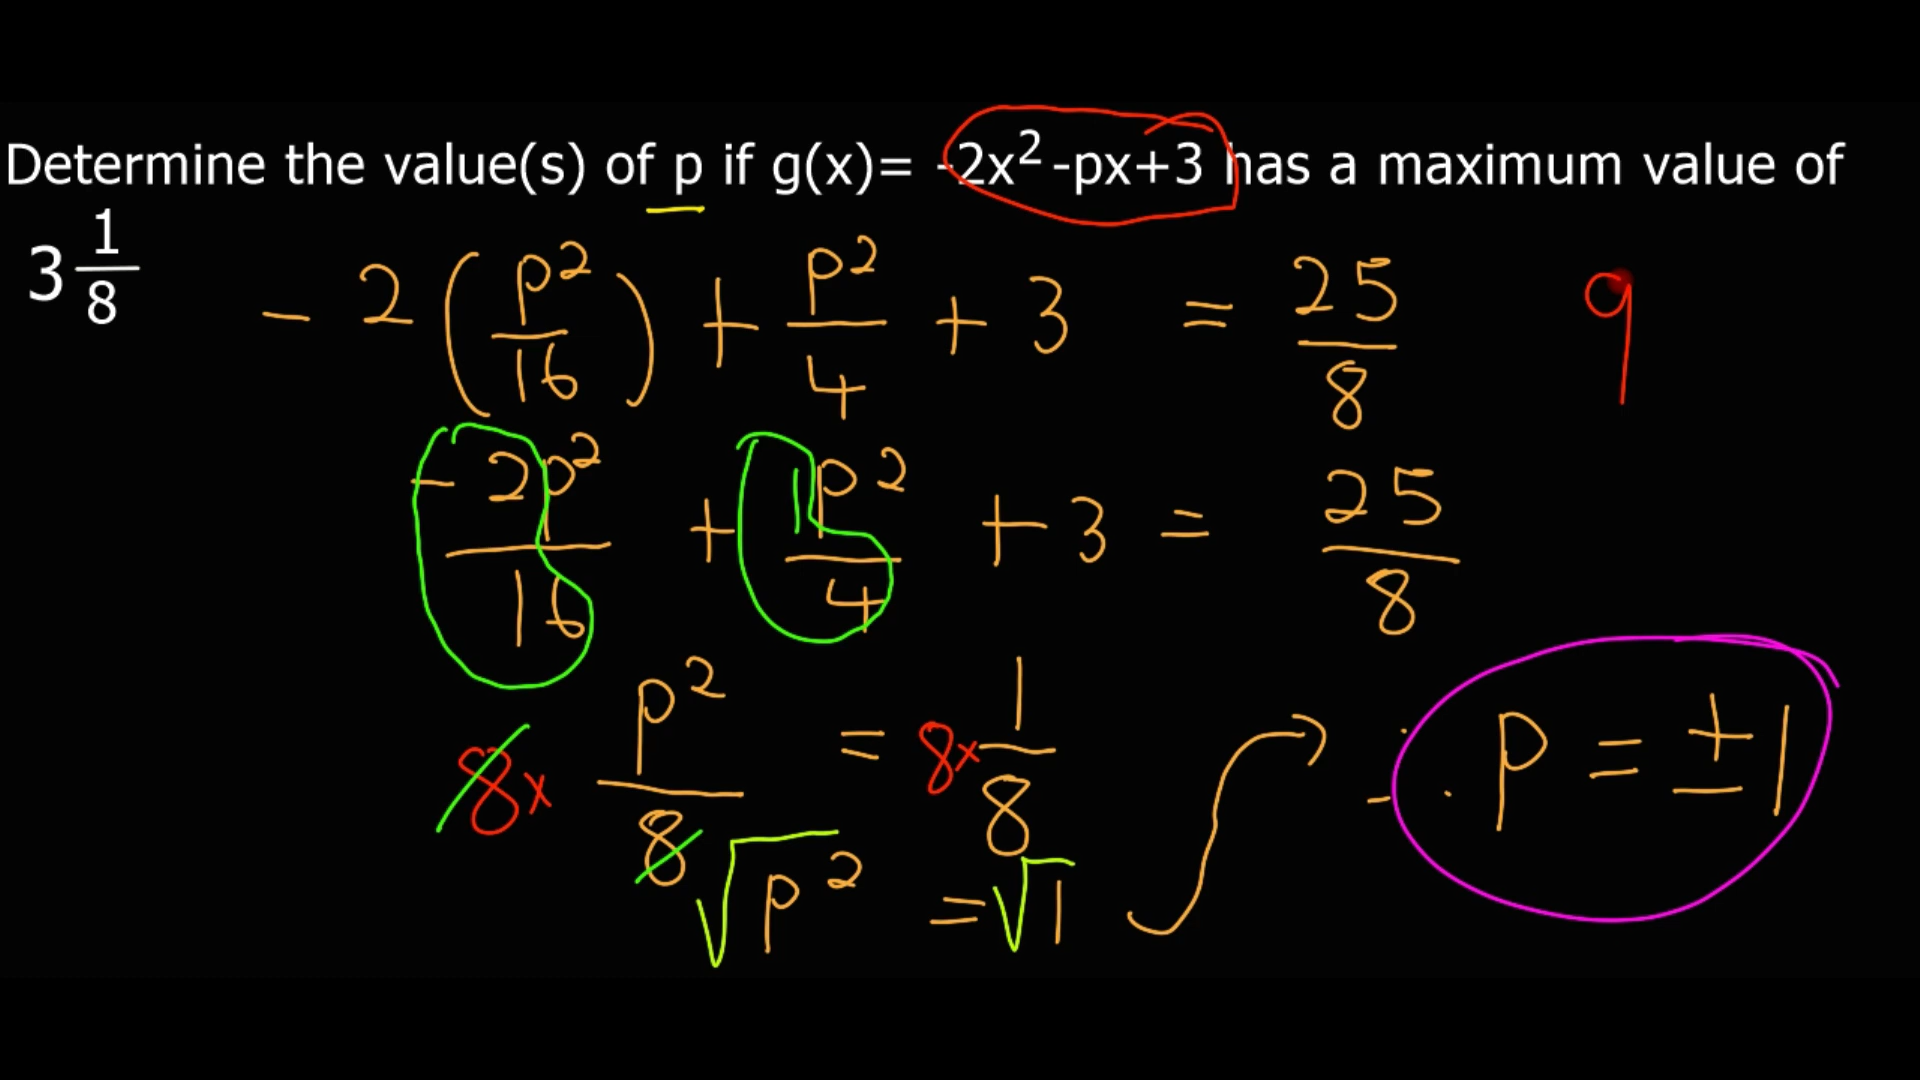 Determine the value(s) of p if g(x)= -2x²-px+3 has a maximum value of
3 1/8
- 2 (p²/16) + p²/4 + 3 = 25/8
9
-2p²/16 + 1p²/4 + 3 = 25/8
8x p²/8 = 8x 1/8
√p² = √1
∴ p = ±1